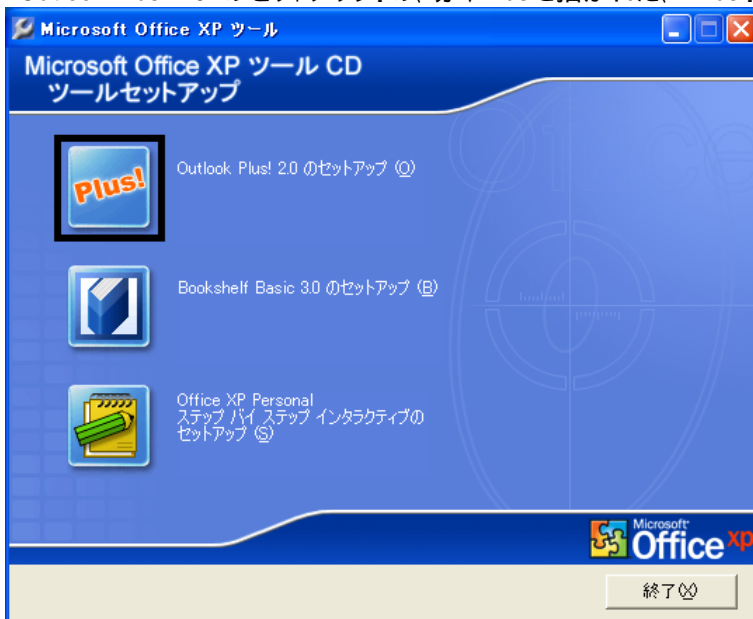 Microsoft Office XP ツール
Microsoft Office XP ツール CD
ツールセットアップ
Plus!
Outlook Plus! 2.0 のセットアップ (O)
Bookshelf Basic 3.0 のセットアップ (B)
Office XP Personal
ステップ バイ ステップ インタラクティブの
セットアップ (S)
Microsoft
Office xp
終了(X)